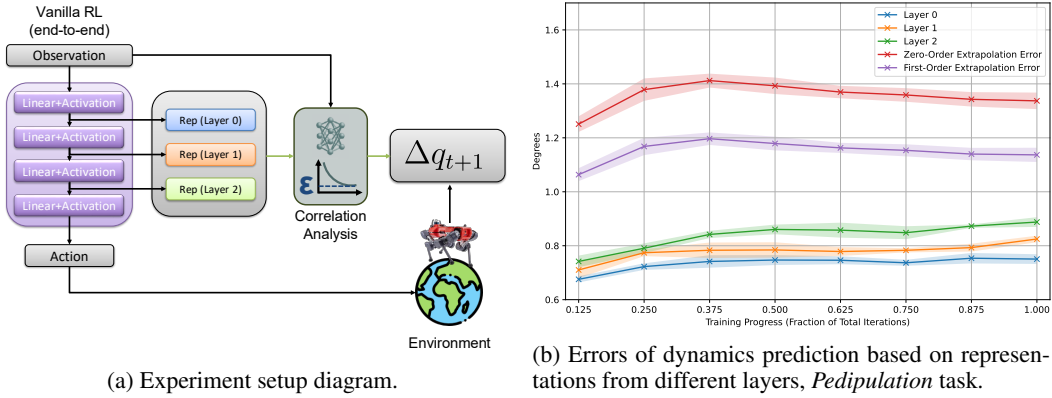 Vanilla RL
(end-to-end)
Observation
Linear+Activation
Linear+Activation
Linear+Activation
Linear+Activation
Rep (Layer 0)
Rep (Layer 1)
Rep (Layer 2)
Action
ε
Correlation
Analysis
Δq_{t+1}
Environment
(a) Experiment setup diagram.
Layer 0
Layer 1
Layer 2
Zero-Order Extrapolation Error
First-Order Extrapolation Error
Degrees
1.6
1.4
1.2
1.0
0.8
0.6
0.125 0.250 0.375 0.500 0.625 0.750 0.875 1.000
Training Progress (Fraction of Total Iterations)
(b) Errors of dynamics prediction based on represen-
tations from different layers, Pedipulation task.